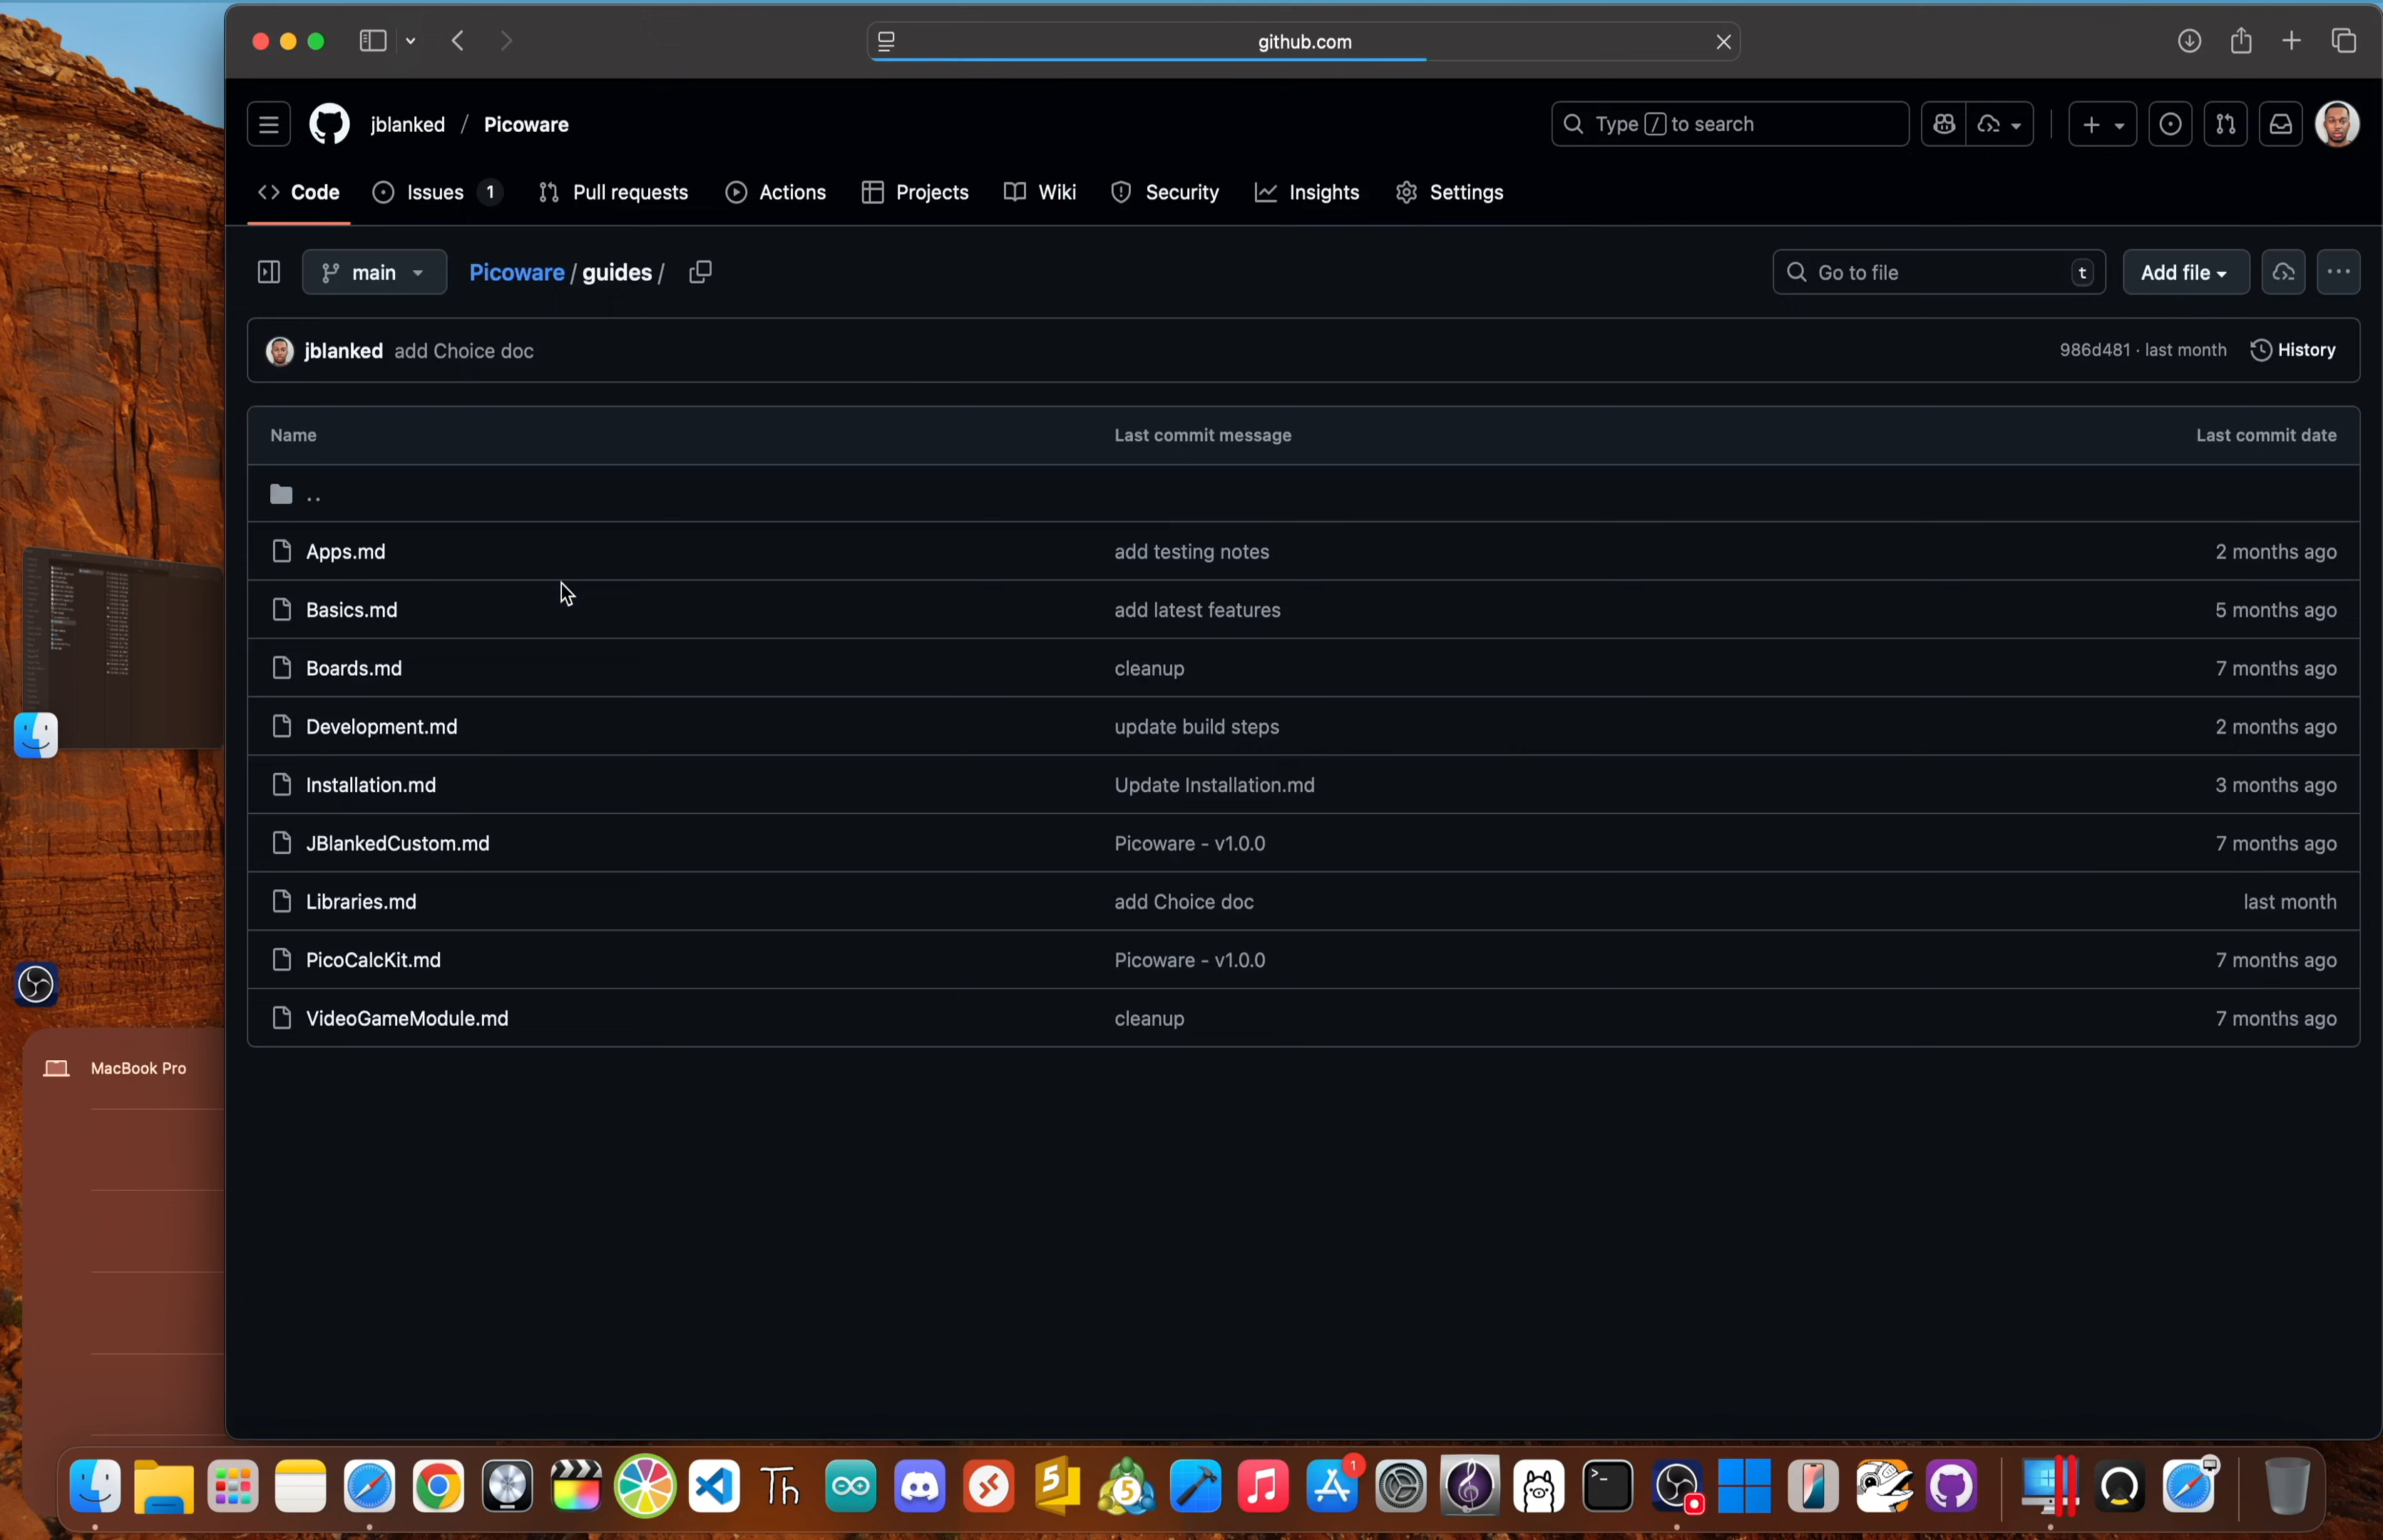 github.com
jblanked / Picoware
Type / to search
Code
Issues 1
Pull requests
Actions
Projects
Wiki
Security
Insights
Settings
main
Picoware / guides /
Go to file t
Add file
jblanked add Choice doc
986d481 · last month
History
Name Last commit message Last commit date
..
Apps.md add testing notes 2 months ago
Basics.md add latest features 5 months ago
Boards.md cleanup 7 months ago
Development.md update build steps 2 months ago
Installation.md Update Installation.md 3 months ago
JBlankedCustom.md Picoware - v1.0.0 7 months ago
Libraries.md add Choice doc last month
PicoCalcKit.md Picoware - v1.0.0 7 months ago
VideoGameModule.md cleanup 7 months ago
MacBook Pro
Th
5
5
1
>_